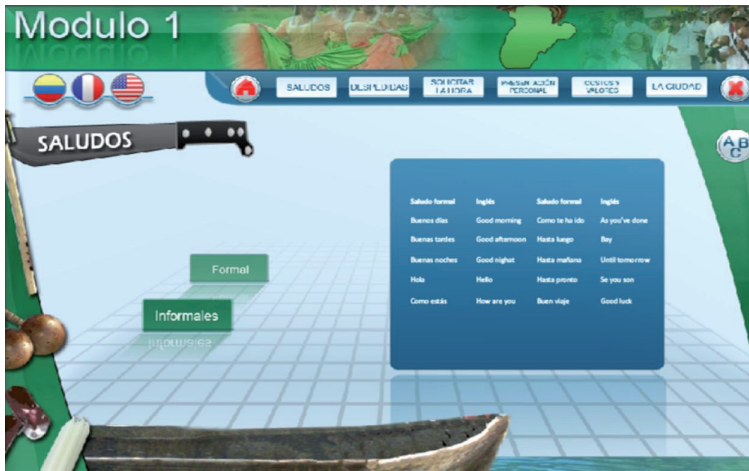 Modulo 1
SALUDOS
DESPEDIDAS
SOLICITAR LA HORA
PRESENTACIÓN PERSONAL
COSTOS Y VALORES
LA CIUDAD
SALUDOS
A B C
Saludo formal Inglés Saludo formal Inglés
Buenos días Good morning Como te ha ido As you've done
Buenas tardes Good afternoon Hasta luego Bay
Buenas noches Good nighat Hasta mañana Until tomorrow
Hola Hello Hasta pronto Se you son
Como estás How are you Buen viaje Good luck
Formal
Informales